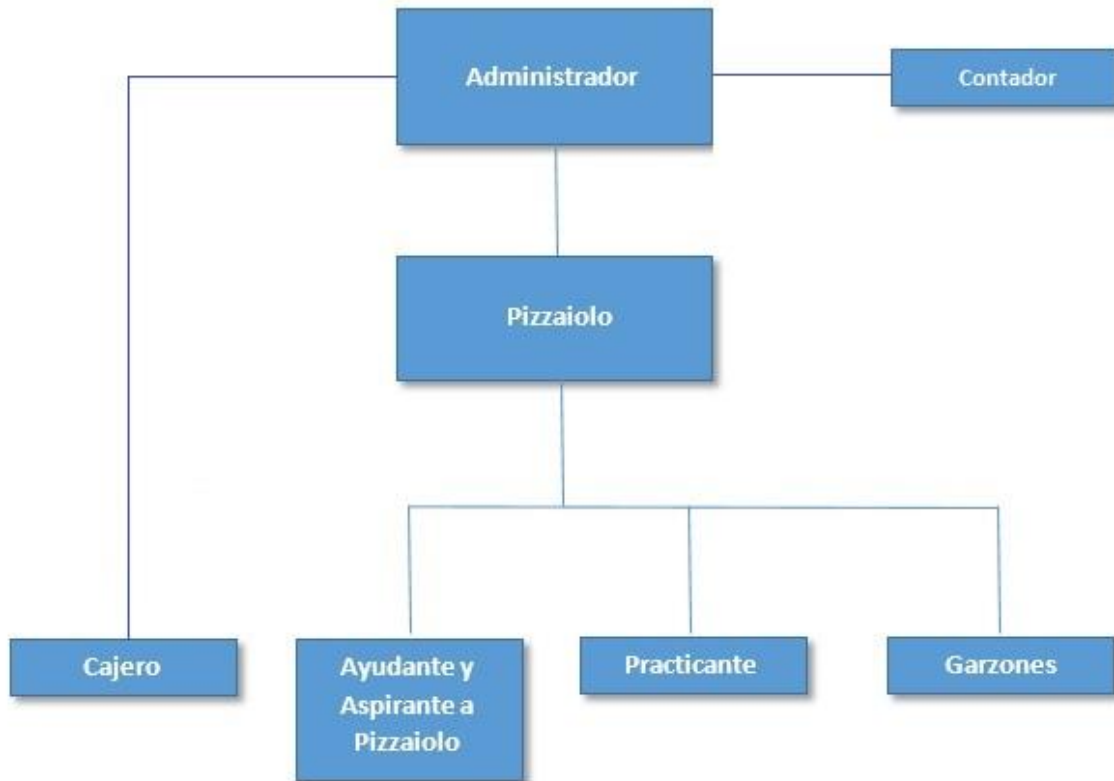 Administrador
Contador
Pizzaiolo
Cajero
Ayudante y
Aspirante a
Pizzaiolo
Practicante
Garzones